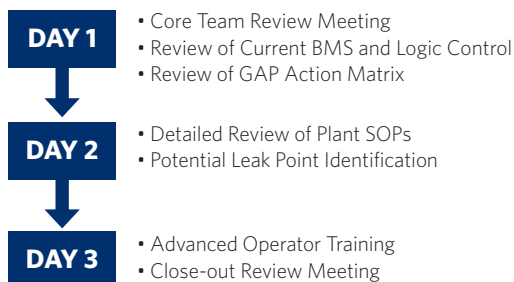 DAY 1
• Core Team Review Meeting
• Review of Current BMS and Logic Control
• Review of GAP Action Matrix
DAY 2
• Detailed Review of Plant SOPs
• Potential Leak Point Identification
DAY 3
• Advanced Operator Training
• Close-out Review Meeting